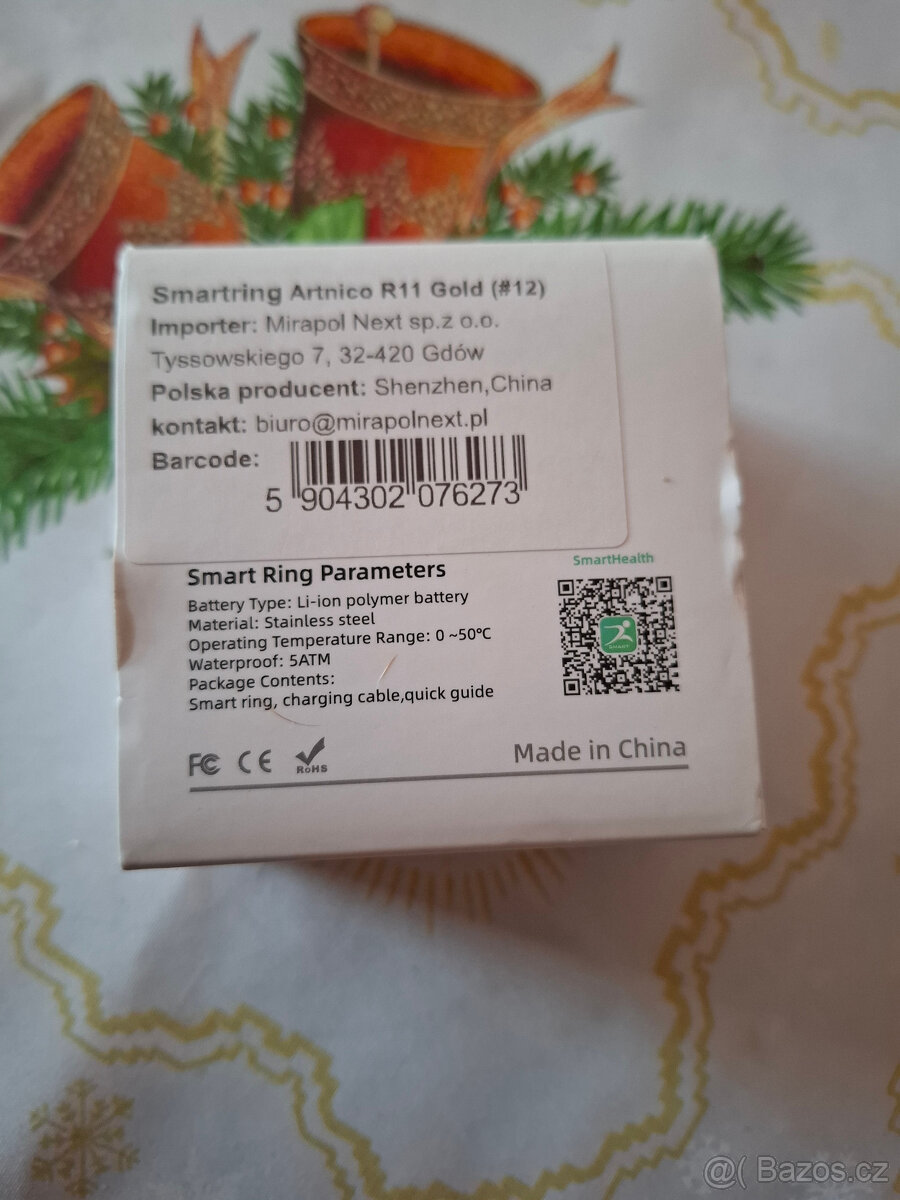 Smartring Artnico R11 Gold (#12)
Importer: Mirapol Next sp.z o.o.
Tyssowskiego 7, 32-420 Gdów
Polska producent: Shenzhen,China
kontakt: biuro@mirapolnext.pl
Barcode:
5 904302 076273
SmartHealth
SMART
Smart Ring Parameters
Battery Type: Li-ion polymer battery
Material: Stainless steel
Operating Temperature Range: 0 ~50℃
Waterproof: 5ATM
Package Contents:
Smart ring, charging cable,quick guide
FC CE RoHS
Made in China
@( Bazos.cz